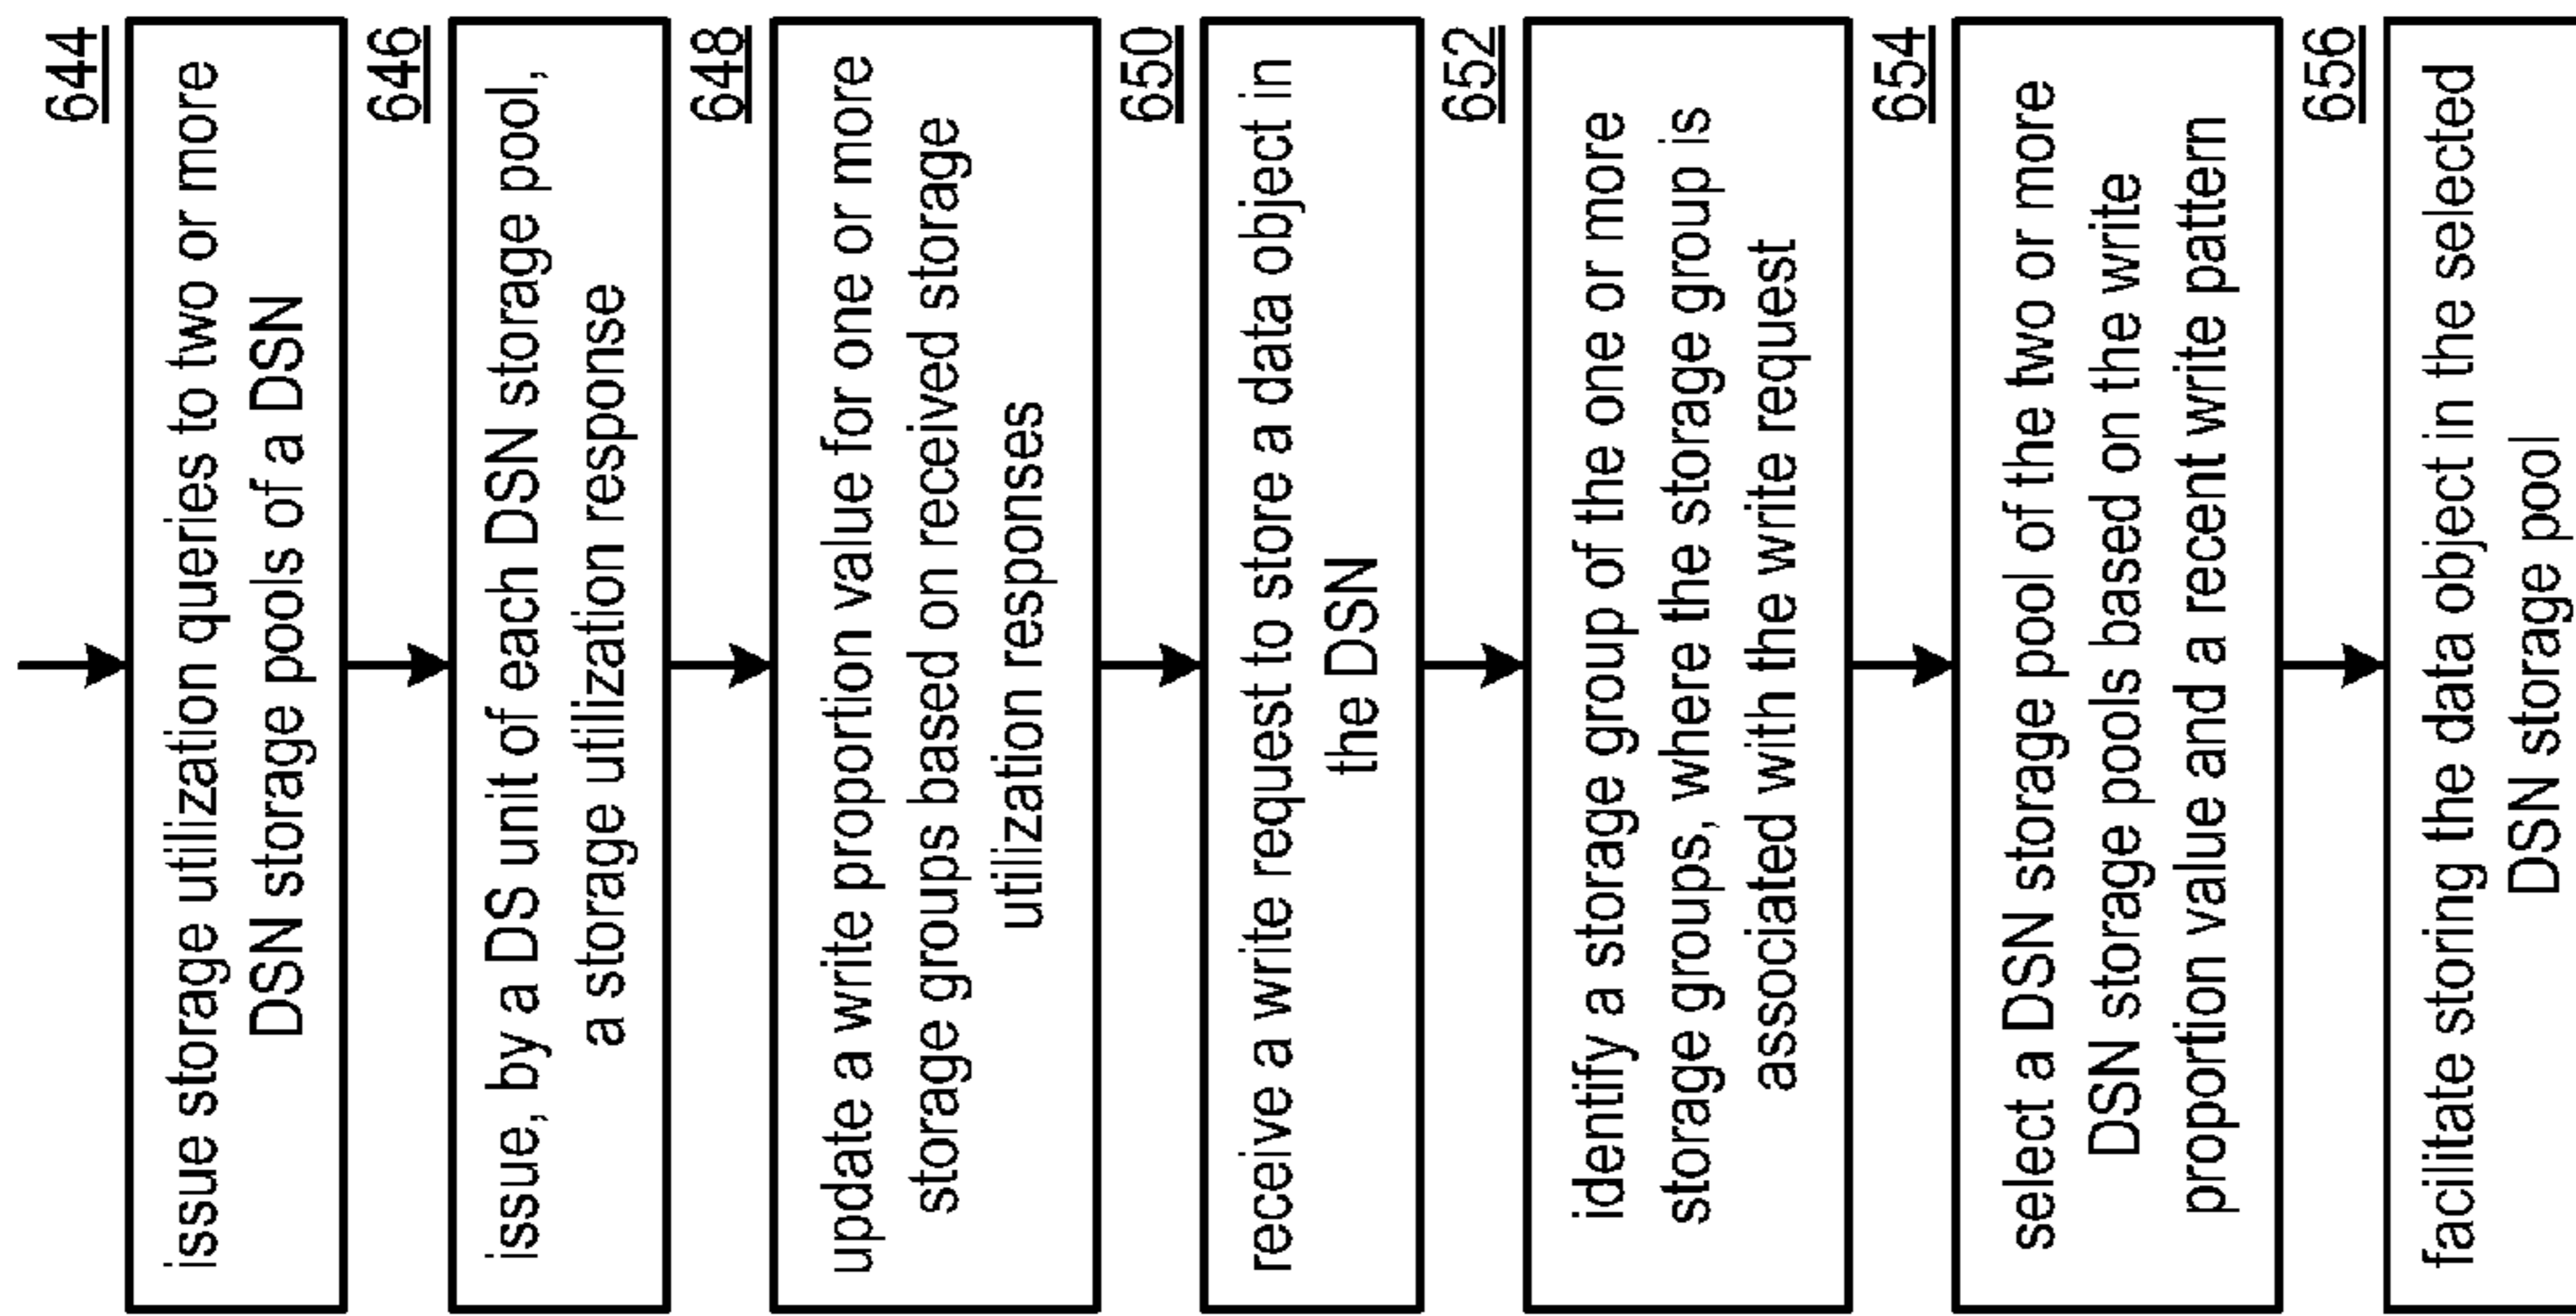 644
issue storage utilization queries to two or more
DSN storage pools of a DSN
646
issue, by a DS unit of each DSN storage pool,
a storage utilization response
648
update a write proportion value for one or more
storage groups based on received storage
utilization responses
650
receive a write request to store a data object in
the DSN
652
identify a storage group of the one or more
storage groups, where the storage group is
associated with the write request
654
select a DSN storage pool of the two or more
DSN storage pools based on the write
proportion value and a recent write pattern
656
facilitate storing the data object in the selected
DSN storage pool